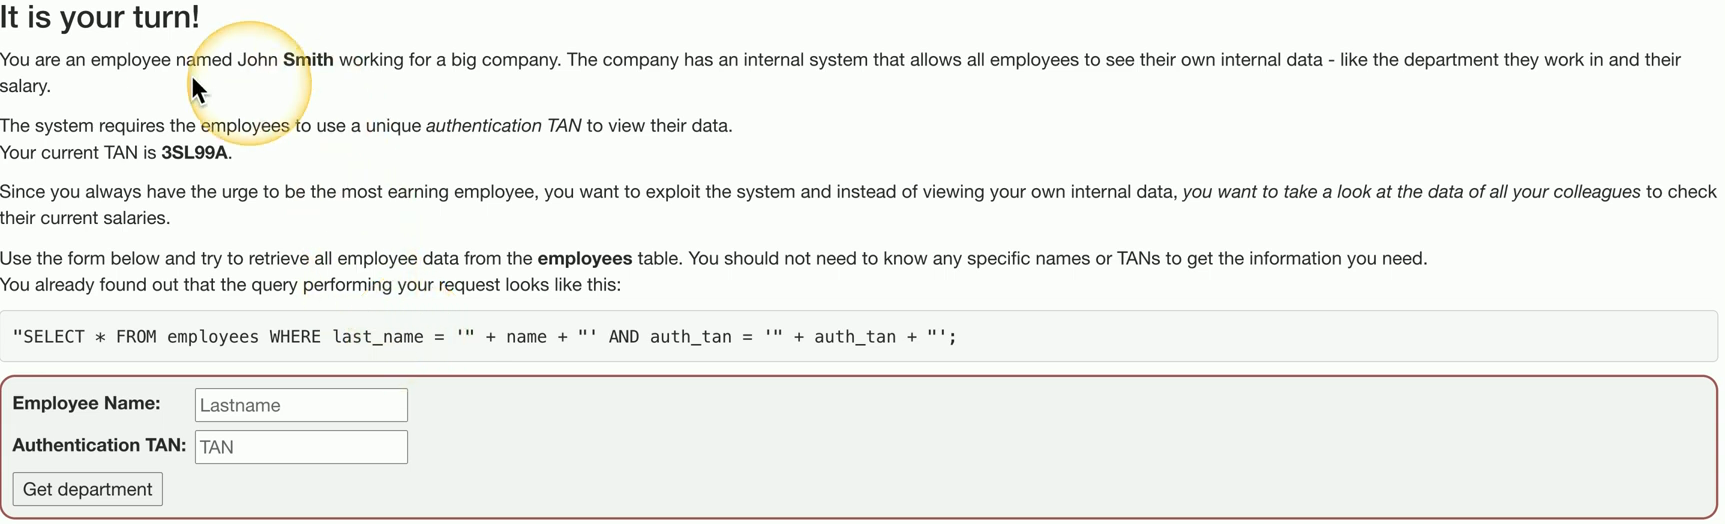 It is your turn!
You are an employee named John Smith working for a big company. The company has an internal system that allows all employees to see their own internal data - like the department they work in and their
salary.
The system requires the employees to use a unique authentication TAN to view their data.
Your current TAN is 3SL99A.
Since you always have the urge to be the most earning employee, you want to exploit the system and instead of viewing your own internal data, you want to take a look at the data of all your colleagues to check
their current salaries.
Use the form below and try to retrieve all employee data from the employees table. You should not need to know any specific names or TANs to get the information you need.
You already found out that the query performing your request looks like this:
"SELECT * FROM employees WHERE last_name = '" + name + "' AND auth_tan = '" + auth_tan + "';
Employee Name: Lastname
Authentication TAN: TAN
Get department